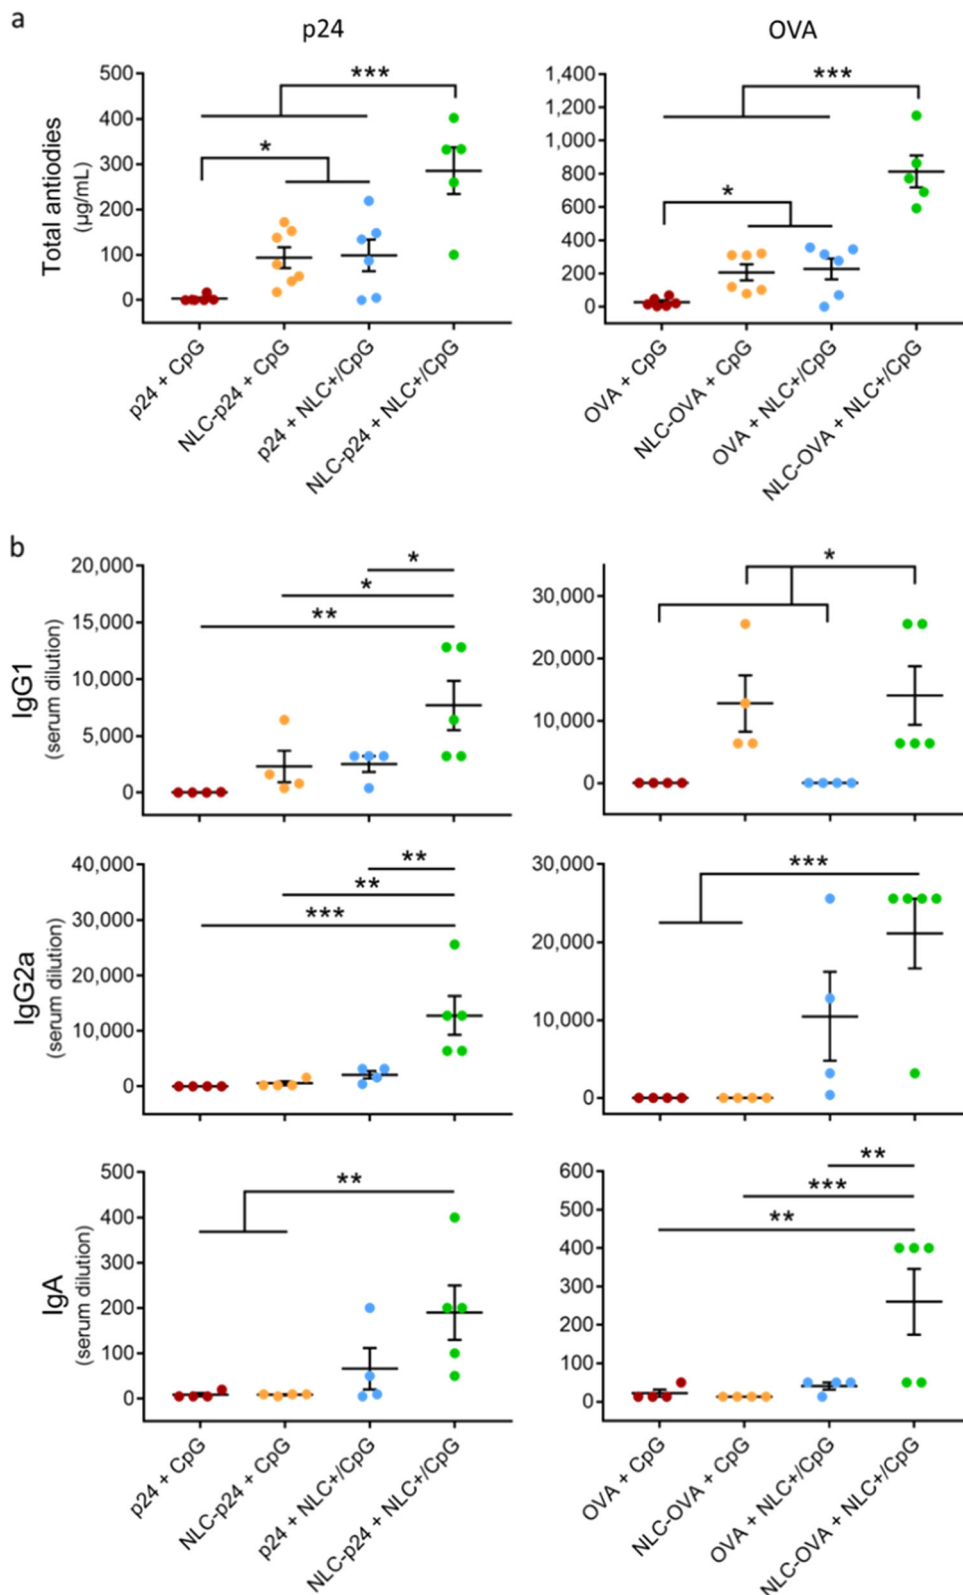 a
p24
OVA
Total antiodies
(µg/mL)
500
400
300
200
100
0
***
*
p24 + CpG
NLC-p24 + CpG
p24 + NLC+/CpG
NLC-p24 + NLC+/CpG
1,400
1,200
1,000
800
600
400
200
0
***
*
OVA + CpG
NLC-OVA + CpG
OVA + NLC+/CpG
NLC-OVA + NLC+/CpG
b
IgG1
(serum dilution)
20,000
15,000
10,000
5,000
0
*
*
**
30,000
20,000
10,000
0
*
IgG2a
(serum dilution)
40,000
30,000
20,000
10,000
0
**
**
***
30,000
20,000
10,000
0
***
IgA
(serum dilution)
500
400
300
200
100
0
**
p24 + CpG
NLC-p24 + CpG
p24 + NLC+/CpG
NLC-p24 + NLC+/CpG
600
500
400
300
200
100
0
**
***
**
OVA + CpG
NLC-OVA + CpG
OVA + NLC+/CpG
NLC-OVA + NLC+/CpG